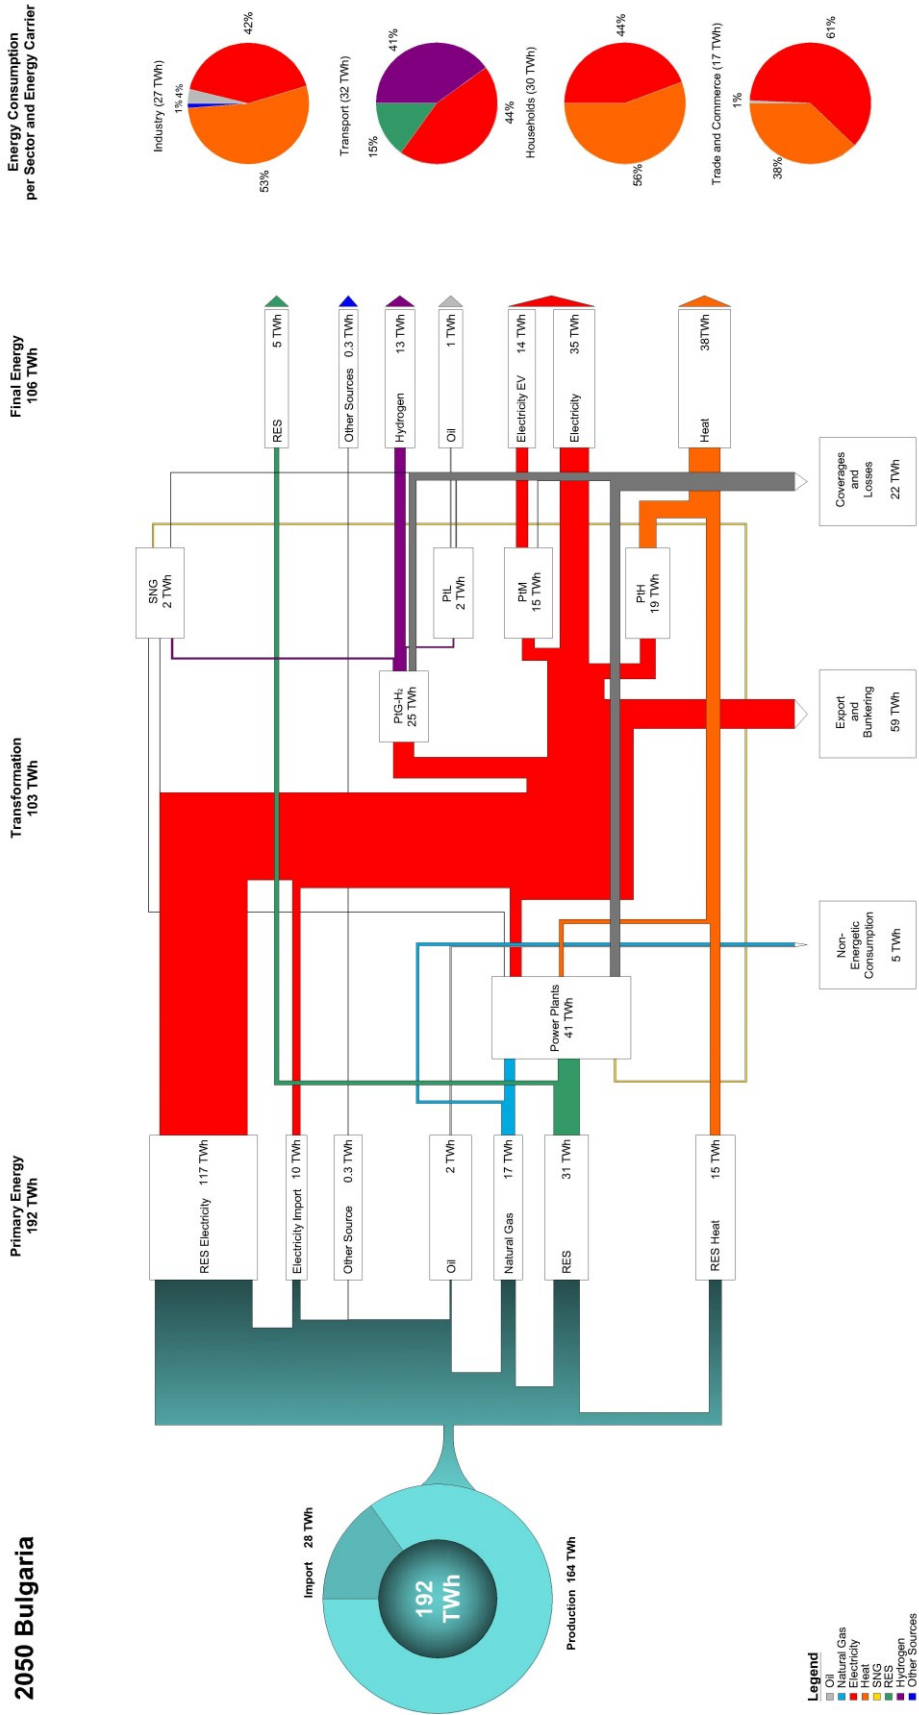 2050 Bulgaria
Primary Energy
192 TWh
Transformation
103 TWh
Final Energy
106 TWh
Energy Consumption
per Sector and Energy Carrier
Import 28 TWh
192
TWh
Production 164 TWh
RES Electricity 117 TWh
Electricity Import 10 TWh
Other Source 0.3 TWh
Oil 2 TWh
Natural Gas 17 TWh
RES 31 TWh
RES Heat 15 TWh
Power Plants
41 TWh
SNG
2 TWh
PtG-H₂
25 TWh
PtL
2 TWh
PtM
15 TWh
PtH
19 TWh
RES 5 TWh
Other Sources 0.3 TWh
Hydrogen 13 TWh
Oil 1 TWh
Electricity EV 14 TWh
Electricity 35 TWh
Heat 38TWh
Non-
Energetic
Consumption
5 TWh
Export
and
Bunkering
59 TWh
Coverages
and
Losses
22 TWh
Industry (27 TWh)
42%
1% 4%
53%
Transport (32 TWh)
41%
15%
44%
Households (30 TWh)
44%
56%
Trade and Commerce (17 TWh)
61%
1%
38%
Legend
Oil
Natural Gas
Electricity
Heat
SNG
RES
Hydrogen
Other Sources